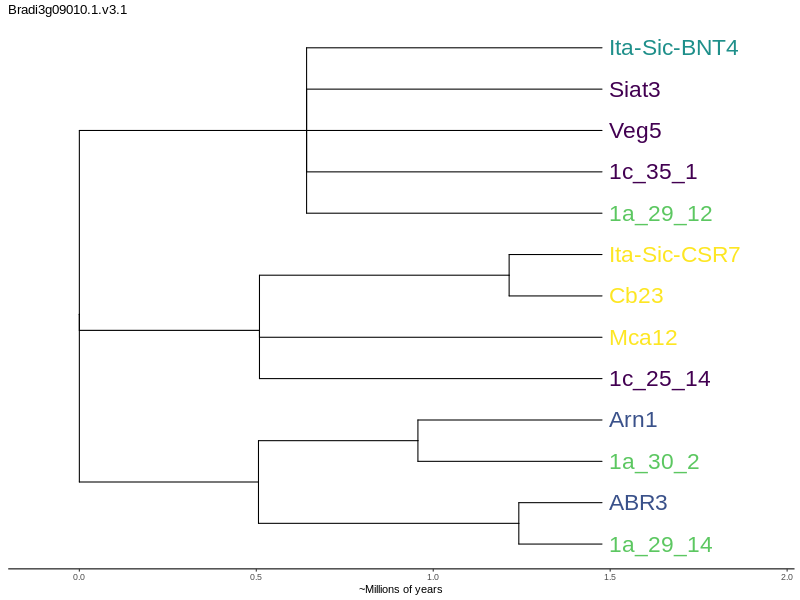 Bradi3g09010.1.v3.1
Ita-Sic-BNT4
Siat3
Veg5
1c_35_1
1a_29_12
Ita-Sic-CSR7
Cb23
Mca12
1c_25_14
Arn1
1a_30_2
ABR3
1a_29_14
0.0 0.5 1.0 1.5 2.0
~Millions of years